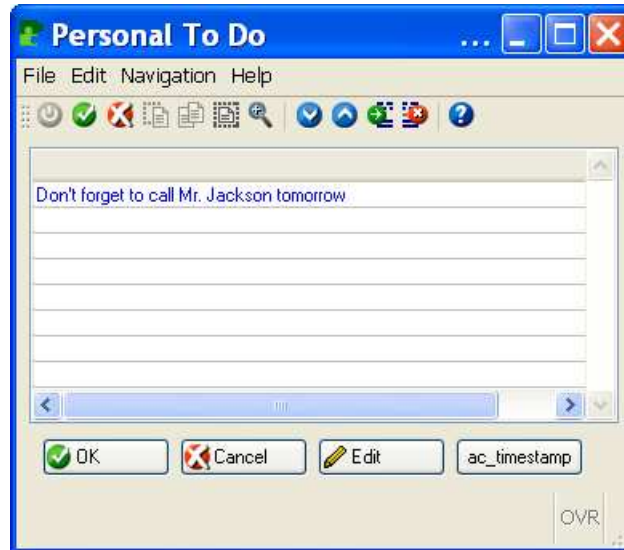 Personal To Do ...
File Edit Navigation Help
Don't forget to call Mr. Jackson tomorrow
OK Cancel Edit ac_timestamp
OVR